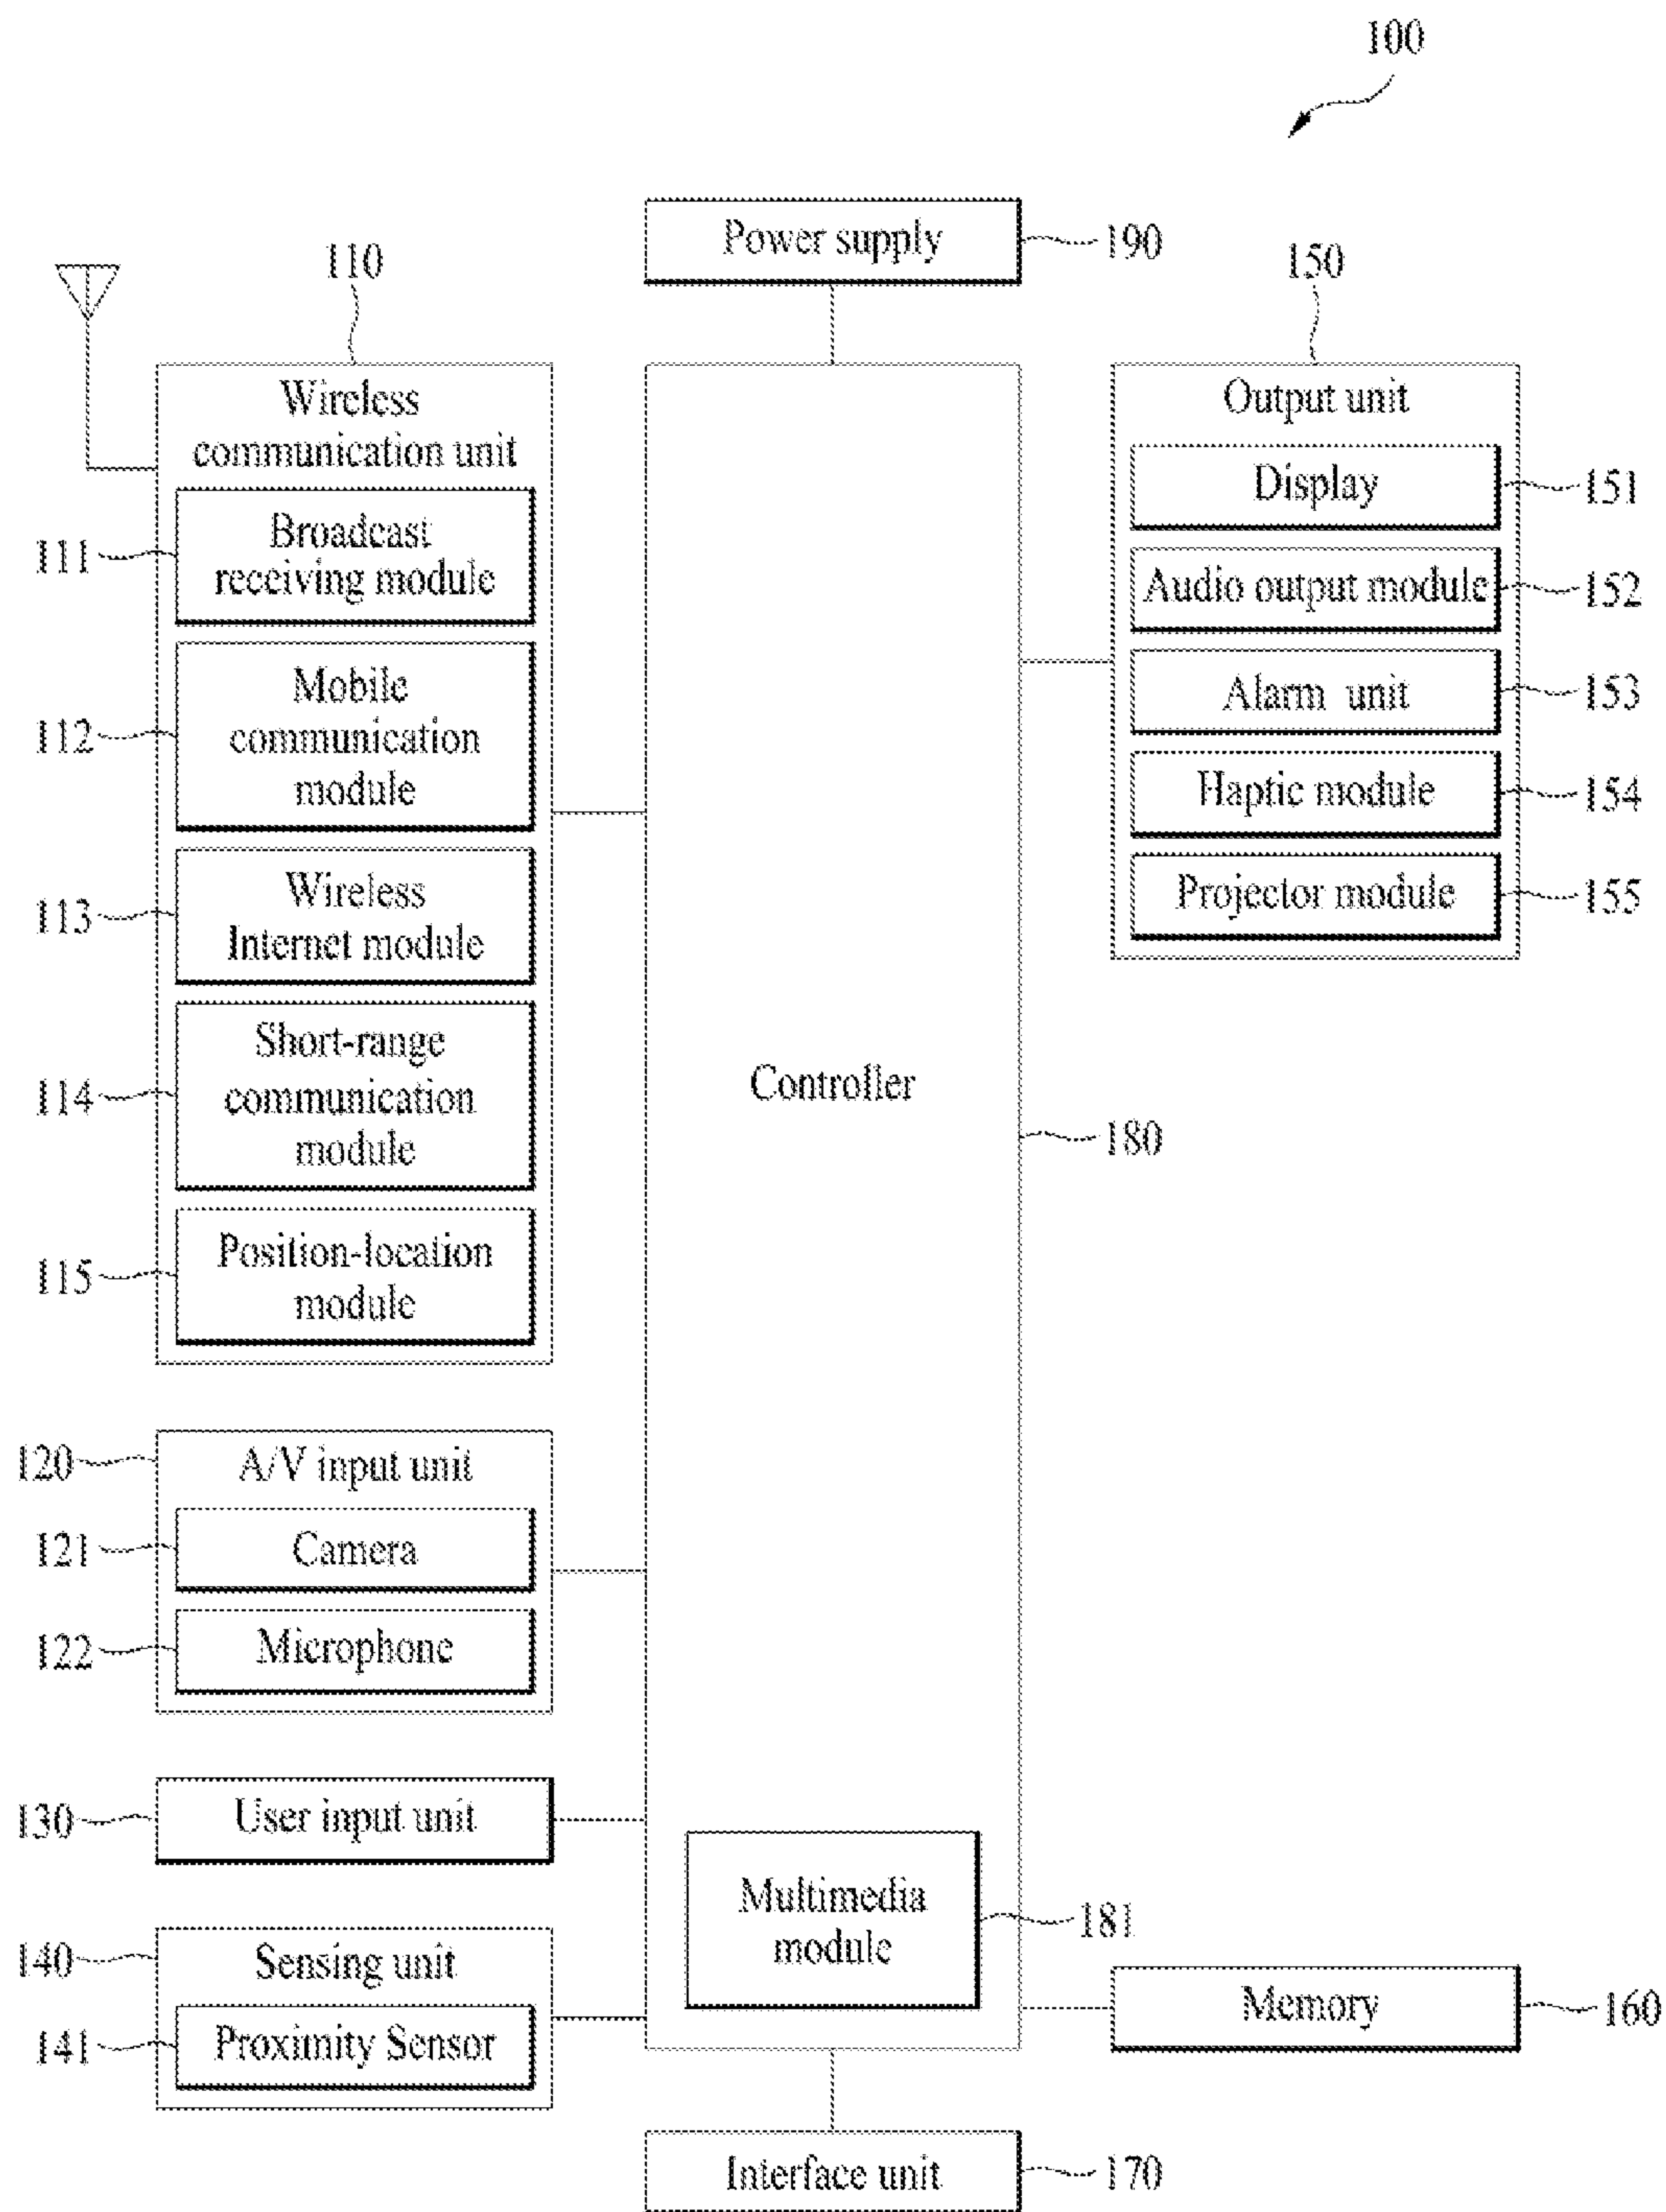 100
Power supply
190
110
150
Wireless
communication unit
Output unit
Broadcast
receiving module
111
Mobile
communication
module
112
Wireless
Internet module
113
Short-range
communication
module
114
Position-location
module
115
Display
151
Audio output module
152
Alarm unit
153
Haptic module
154
Projector module
155
Controller
180
120
A/V input unit
121
Camera
122
Microphone
130
User input unit
Multimedia
module
181
140
Sensing unit
141
Proximity Sensor
Memory
160
Interface unit
170